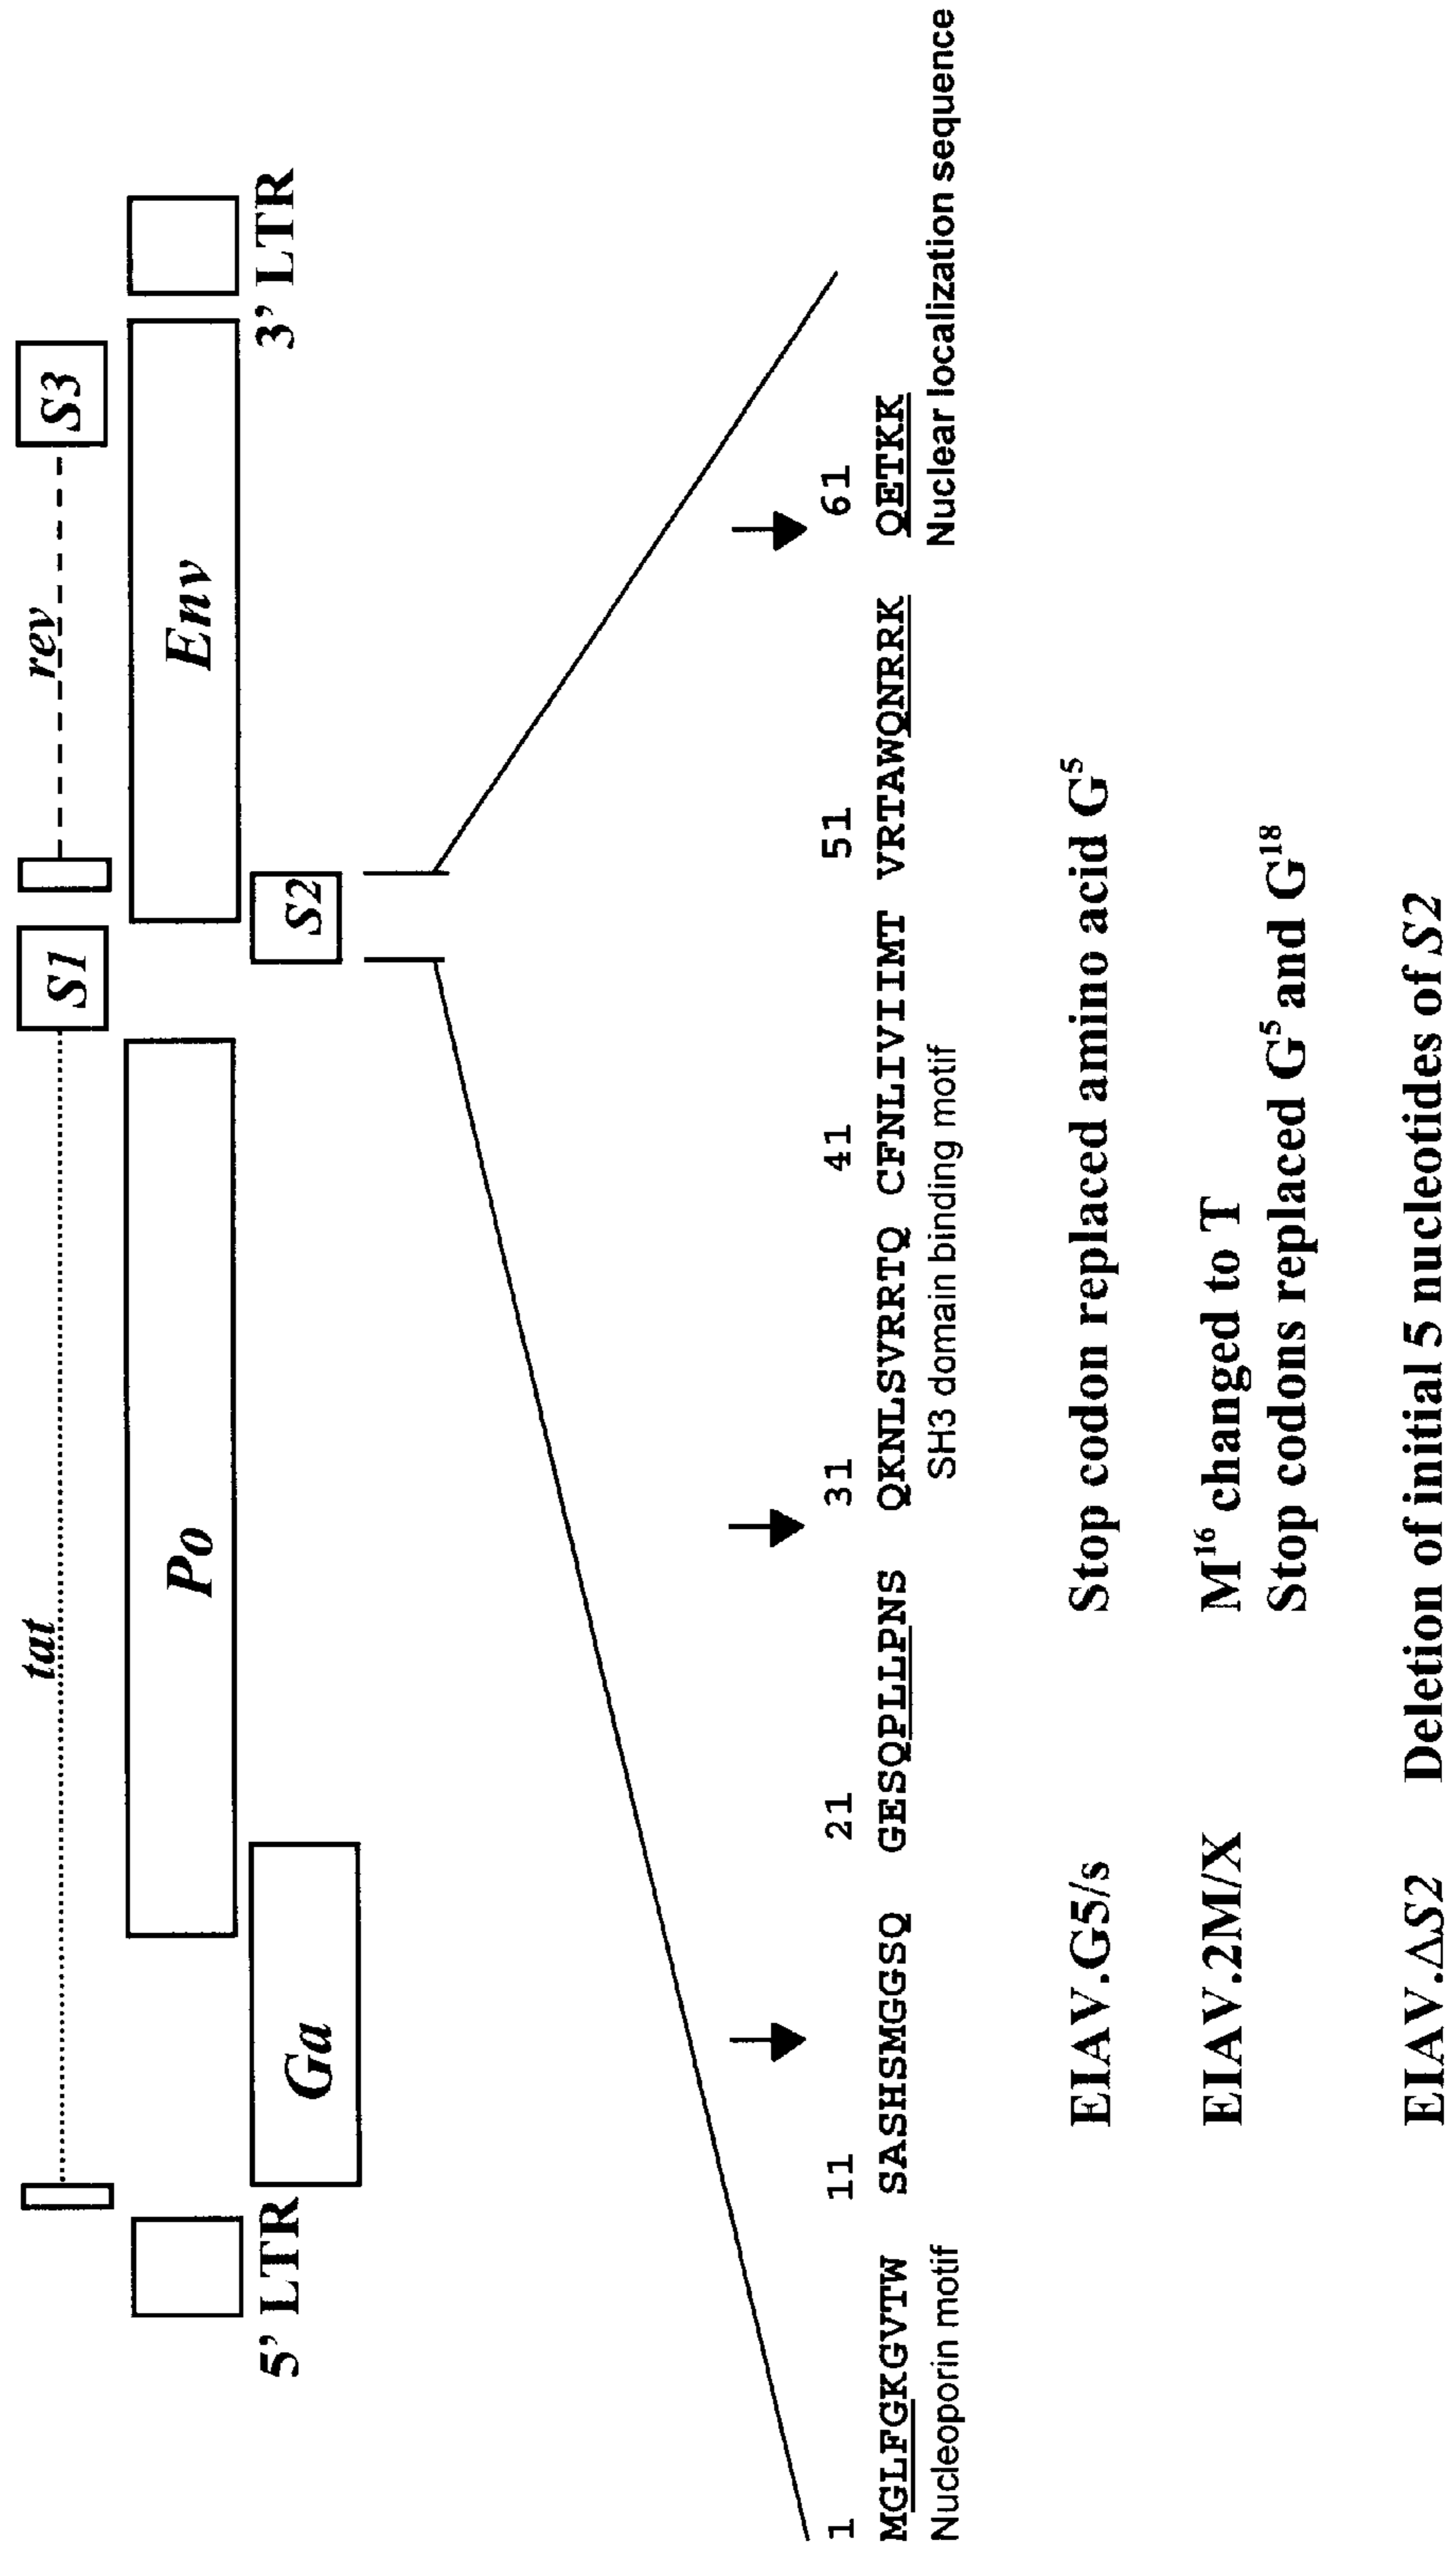 tat
rev
S1
S3
Po
Env
Ga
S2
5' LTR
3' LTR
1 11 21 31 41 51 61
MGLFGKGVTW SASHSMGGSQ GESQPLLPNS QKNLSVRRTQ CFNLIVIIMT VRTAWQNRRK QETKK
Nucleoporin motif
SH3 domain binding motif
Nuclear localization sequence
EIAV.G5/s Stop codon replaced amino acid G⁵
EIAV.2M/X M¹⁶ changed to T
Stop codons replaced G⁵ and G¹⁸
EIAV.ΔS2 Deletion of initial 5 nucleotides of S2